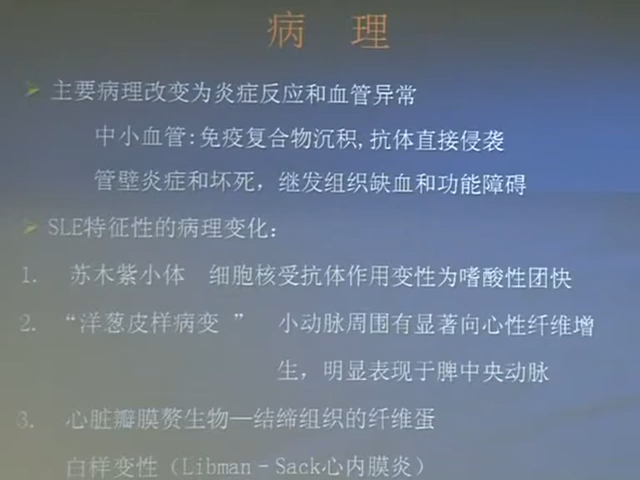 病 理
主要病理改变为炎症反应和血管异常
中小血管:免疫复合物沉积,抗体直接侵袭
管壁炎症和坏死，继发组织缺血和功能障碍
SLE特征性的病理变化:
1. 苏木紫小体 细胞核受抗体作用变性为嗜酸性团快
2. “洋葱皮样病变 ” 小动脉周围有显著向心性纤维增
生，明显表现于脾中央动脉
3. 心脏瓣膜赘生物—结缔组织的纤维蛋
白样变性（Libman－Sack心内膜炎）